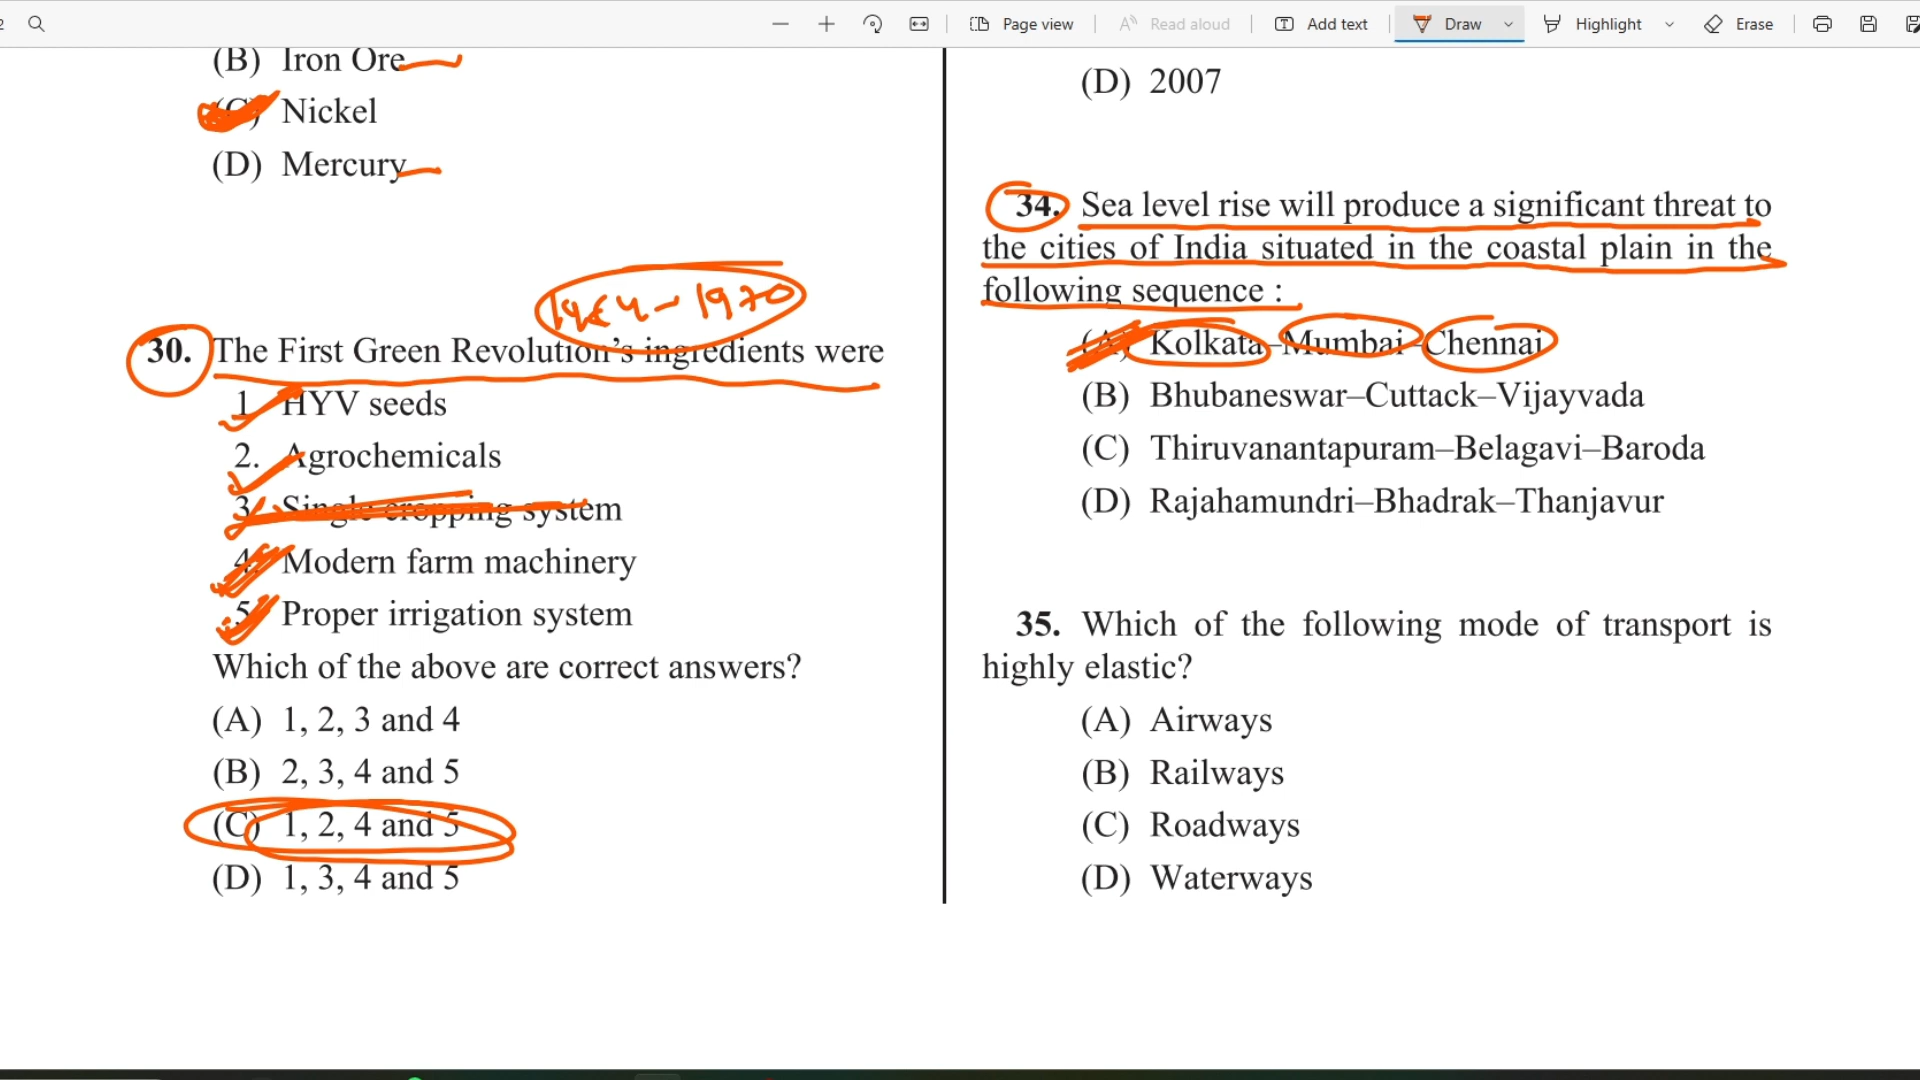 2
Page view
Read aloud
Add text
Draw
Highlight
Erase
(B) Iron Ore
(C) Nickel
(D) Mercury
1964-1970
30. The First Green Revolution's ingredients were
1. HYV seeds
2. Agrochemicals
3. Single cropping system
4. Modern farm machinery
5. Proper irrigation system
Which of the above are correct answers?
(A) 1, 2, 3 and 4
(B) 2, 3, 4 and 5
(C) 1, 2, 4 and 5
(D) 1, 3, 4 and 5
(D) 2007
34. Sea level rise will produce a significant threat to
the cities of India situated in the coastal plain in the
following sequence :
(A) Kolkata–Mumbai–Chennai
(B) Bhubaneswar–Cuttack–Vijayvada
(C) Thiruvanantapuram–Belagavi–Baroda
(D) Rajahamundri–Bhadrak–Thanjavur
35. Which of the following mode of transport is
highly elastic?
(A) Airways
(B) Railways
(C) Roadways
(D) Waterways